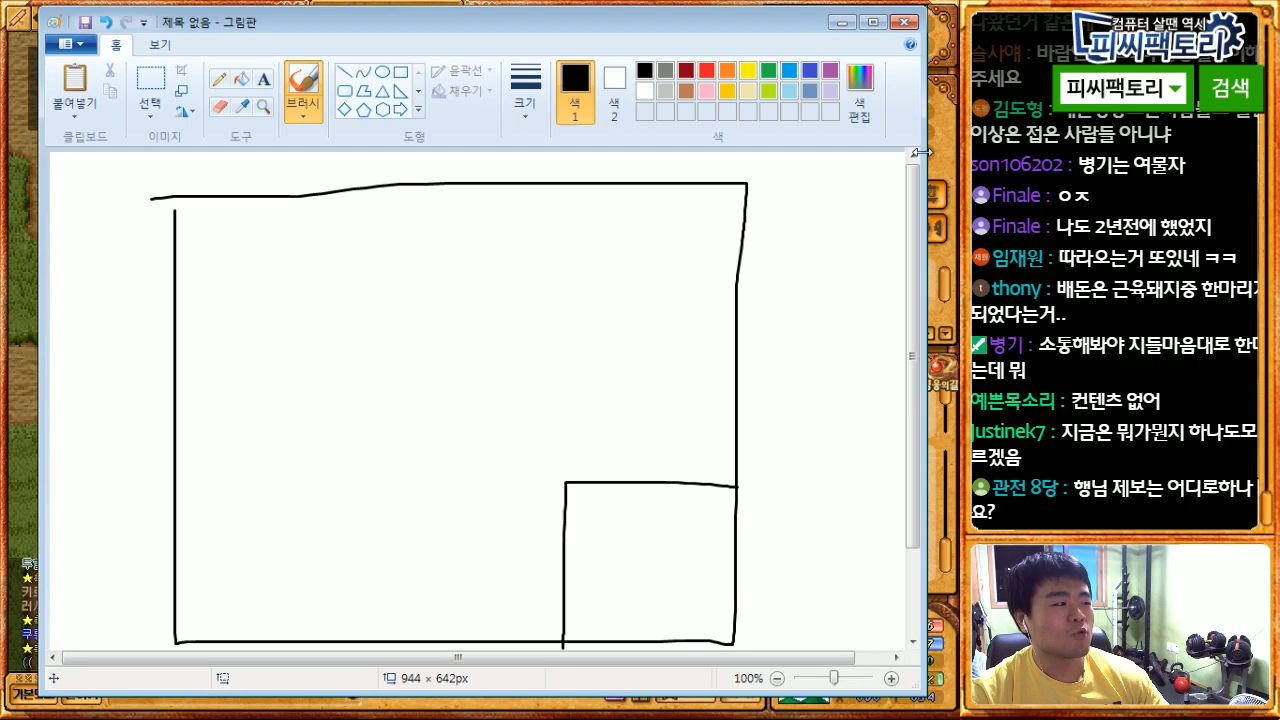 제목 없음 - 그림판
홈
보기
붙여넣기
클립보드
선택
이미지
A
도구
브러시
윤곽선
채우기
도형
크기
색
1
색
2
색
편집
색
944 × 642px
100%
컴퓨터 살땐 역시
피씨팩토리
피씨팩토리
검색
주세요
김도형 :
이상은 접은 사람들 아니냐
son106202 : 병기는 여물자
Finale : ㅇㅈ
Finale : 나도 2년전에 했었지
임재원 : 따라오는거 또있네 ㅋㅋ
thony : 배돈은 근육돼지중 한마리가
되었다는거..
병기 : 소통해봐야 지들마음대로 한다
는데 뭐
예쁜목소리 : 컨텐츠 없어
Justinek7 : 지금은 뭐가뭔지 하나도모
르겠음
관전 8당 : 행님 제보는 어디로하나
요?